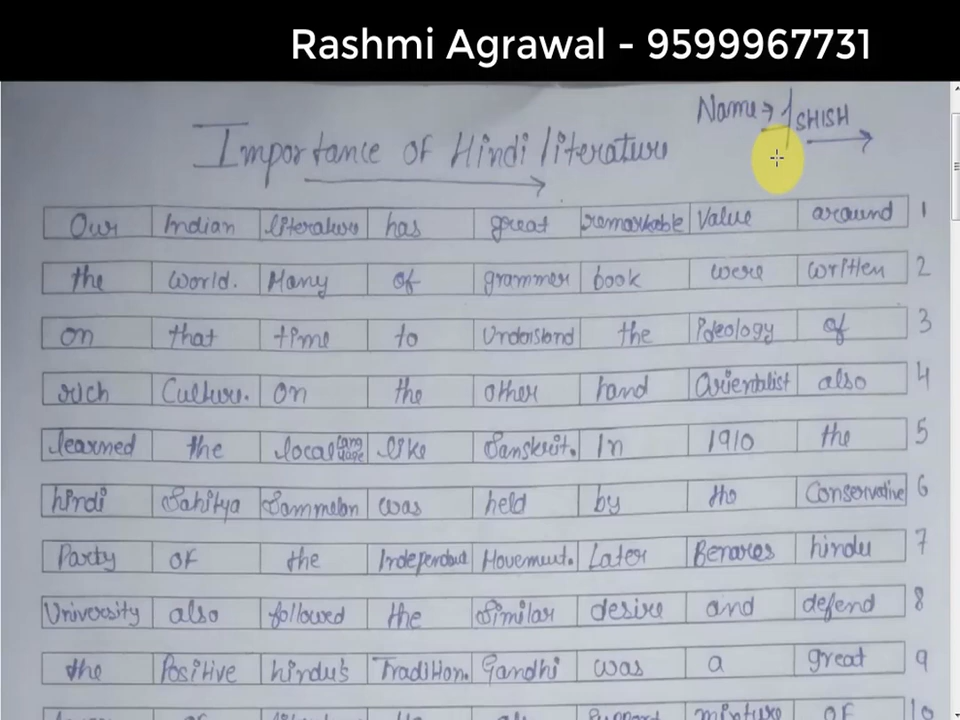 Rashmi Agrawal - 9599967731
Name → ASHISH
Importance of Hindi literature
Our Indian literature has great remarkable Value around 1
the world. Many of grammer book were written 2
on that time to Understand the Ideology of 3
rich Culture. on the other hand Orientalist also 4
learned the local language like Sanskrit. In 1910 the 5
hindi Sahitya Sammelan was held by the Conservative 6
Party of the Movement. Later Benares hindu 7
University also followed the Similar desire and defend 8
the Positive hindu's Tradition. Gandhi was a great 9
Support mixture of 10